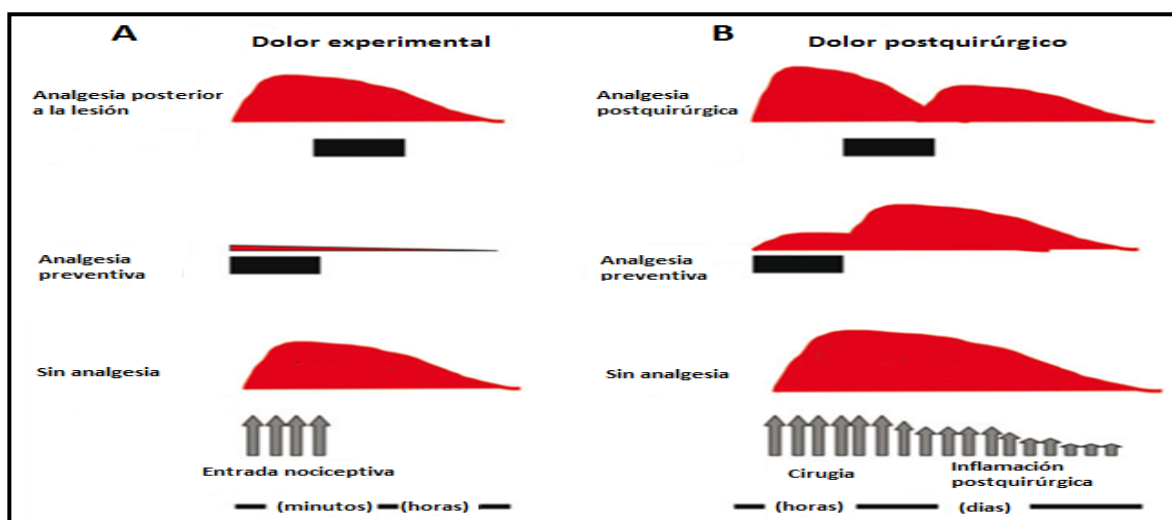 A
Dolor experimental
Analgesia posterior
a la lesión
Analgesia
preventiva
Sin analgesia
Entrada nociceptiva
(minutos)
(horas)
B
Dolor postquirúrgico
Analgesia
postquirúrgica
Analgesia
preventiva
Sin analgesia
Cirugia
Inflamación
postquirúrgica
(horas)
(dias)